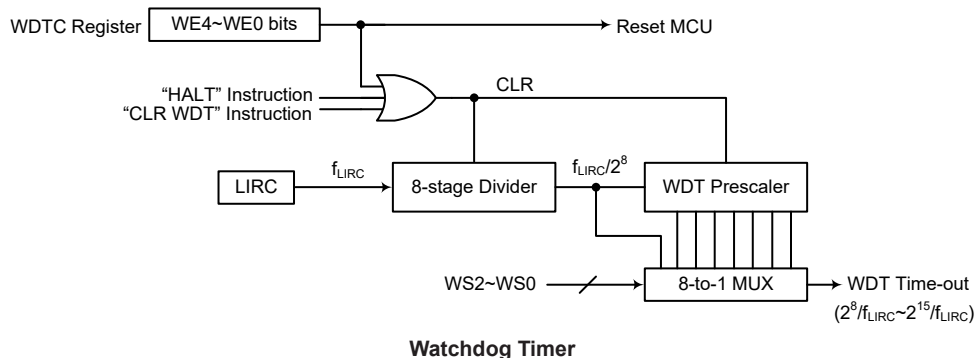 WDTC Register
WE4~WE0 bits
Reset MCU
CLR
“HALT” Instruction
“CLR WDT” Instruction
fLIRC
fLIRC/2⁸
LIRC
8-stage Divider
WDT Prescaler
WS2~WS0
8-to-1 MUX
WDT Time-out
(2⁸/fLIRC~2¹⁵/fLIRC)
Watchdog Timer